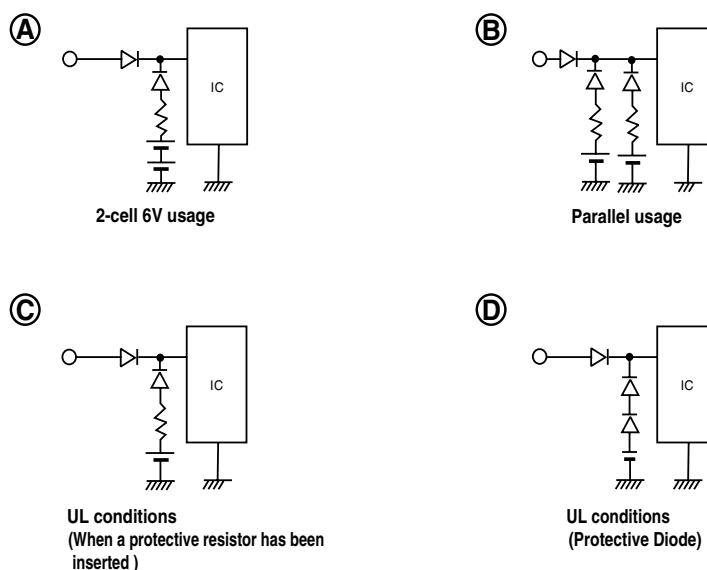 A
IC
2-cell 6V usage
B
IC
Parallel usage
C
IC
UL conditions
(When a protective resistor has been
inserted )
D
IC
UL conditions
(Protective Diode)